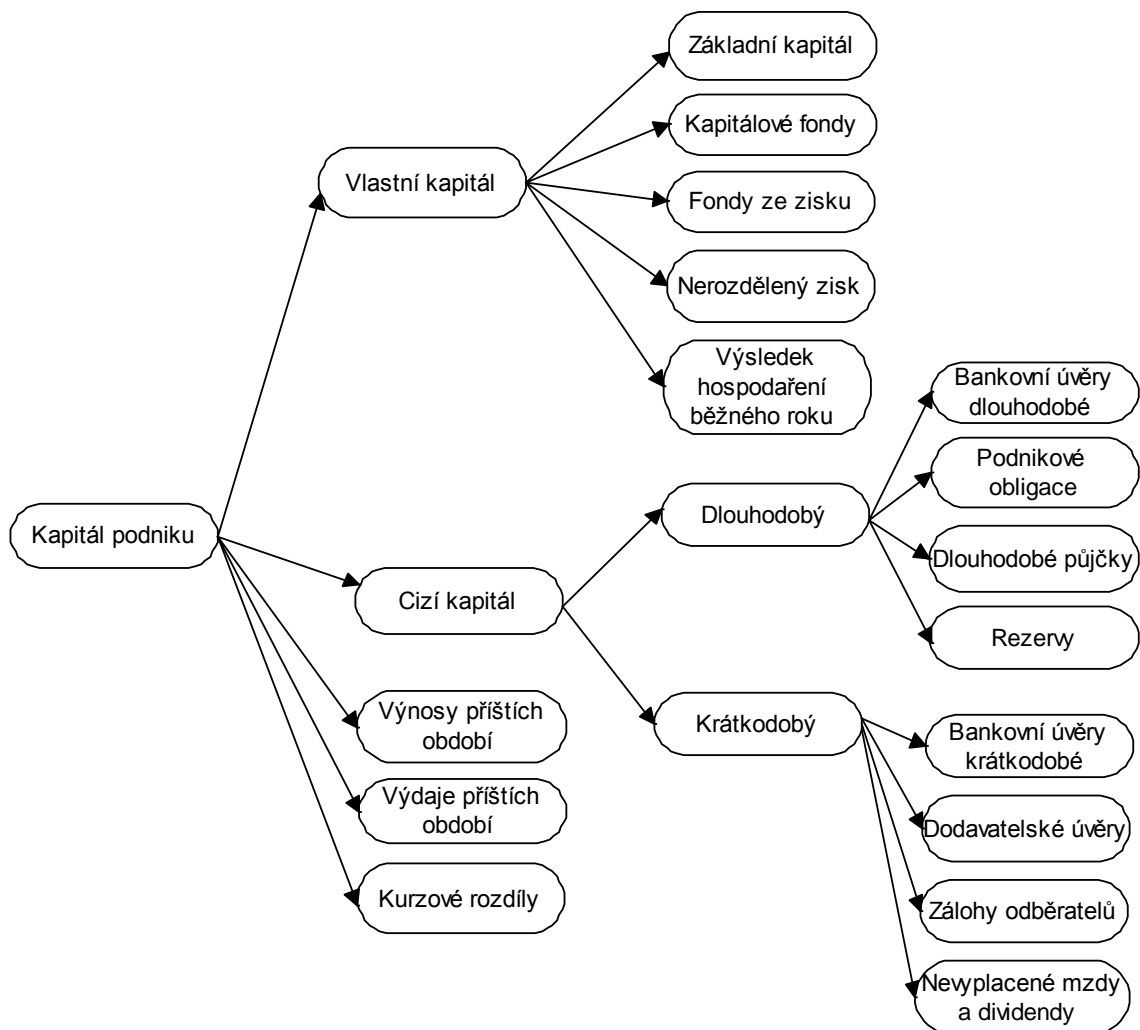 Základní kapitál
Kapitálové fondy
Vlastní kapitál
Fondy ze zisku
Nerozdělený zisk
Výsledek
hospodaření
běžného roku
Bankovní úvěry
dlouhodobé
Podnikové
obligace
Dlouhodobý
Kapitál podniku
Dlouhodobé půjčky
Cizí kapitál
Rezervy
Výnosy příštích
období
Krátkodobý
Bankovní úvěry
krátkodobé
Výdaje příštích
období
Dodavatelské úvěry
Kurzové rozdíly
Zálohy odběratelů
Nevyplacené mzdy
a dividendy